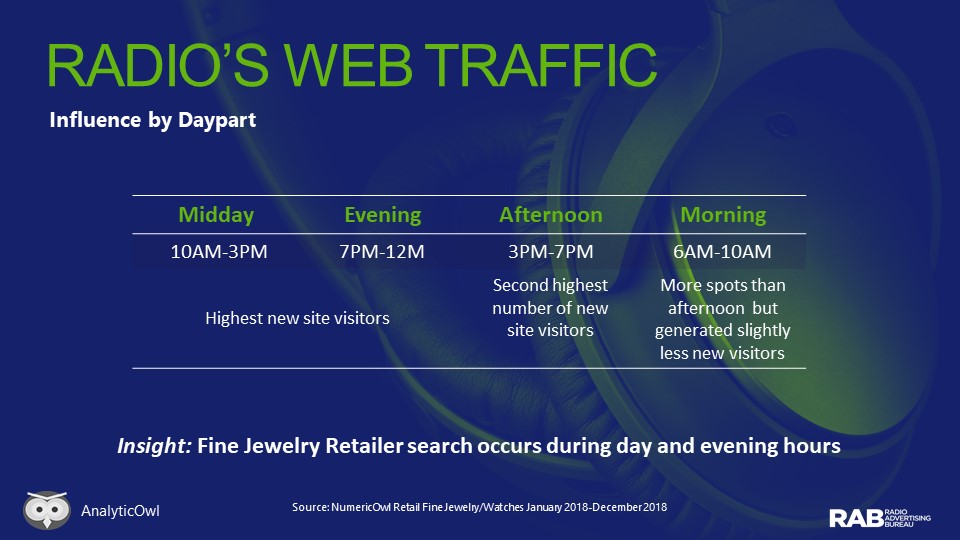 RADIO'S WEB TRAFFIC
Influence by Daypart
Midday Evening Afternoon Morning
10AM-3PM 7PM-12M 3PM-7PM 6AM-10AM
Highest new site visitors
Second highest
number of new
site visitors
More spots than
afternoon but
generated slightly
less new visitors
Insight: Fine Jewelry Retailer search occurs during day and evening hours
AnalyticOwl
Source: NumericOwl Retail Fine Jewelry/Watches January 2018-December 2018
RAB RADIO
ADVERTISING
BUREAU